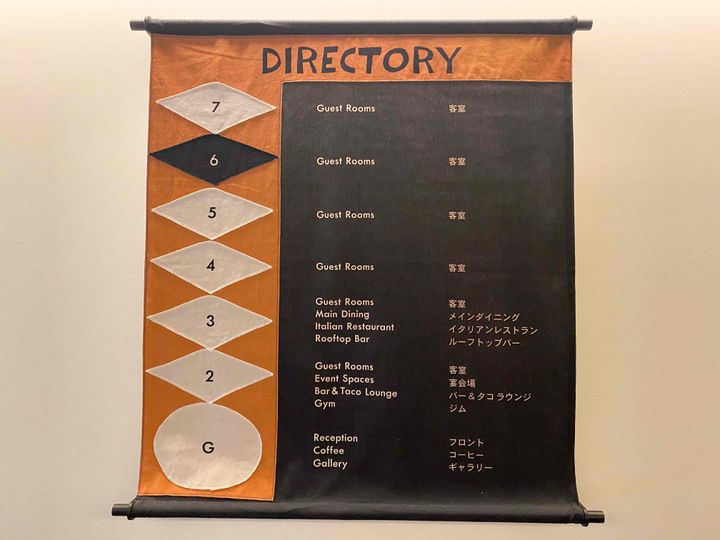 DIRECTORY
7 Guest Rooms 客室
6 Guest Rooms 客室
5 Guest Rooms 客室
4 Guest Rooms 客室
3 Guest Rooms 客室
Main Dining メインダイニング
Italian Restaurant イタリアンレストラン
Rooftop Bar ルーフトップバー
2 Guest Rooms 客室
Event Spaces 宴会場
Bar & Taco Lounge バー & タコ ラウンジ
Gym ジム
G Reception フロント
Coffee コーヒー
Gallery ギャラリー